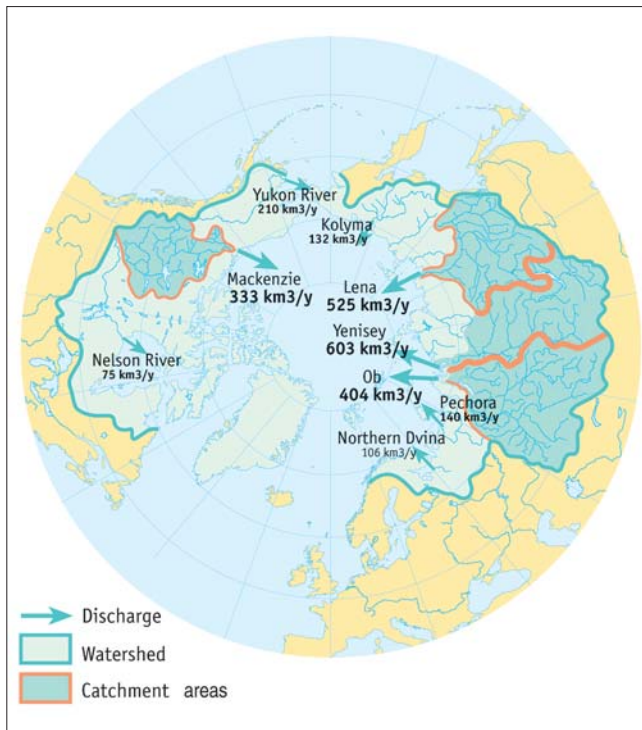 Yukon River
210 km3/y
Kolyma
132 km3/y
Mackenzie
333 km3/y
Lena
525 km3/y
Yenisey
603 km3/y
Nelson River
75 km3/y
Ob
404 km3/y
Pechora
140 km3/y
Northern Dvina
106 km3/y
Discharge
Watershed
Catchment areas